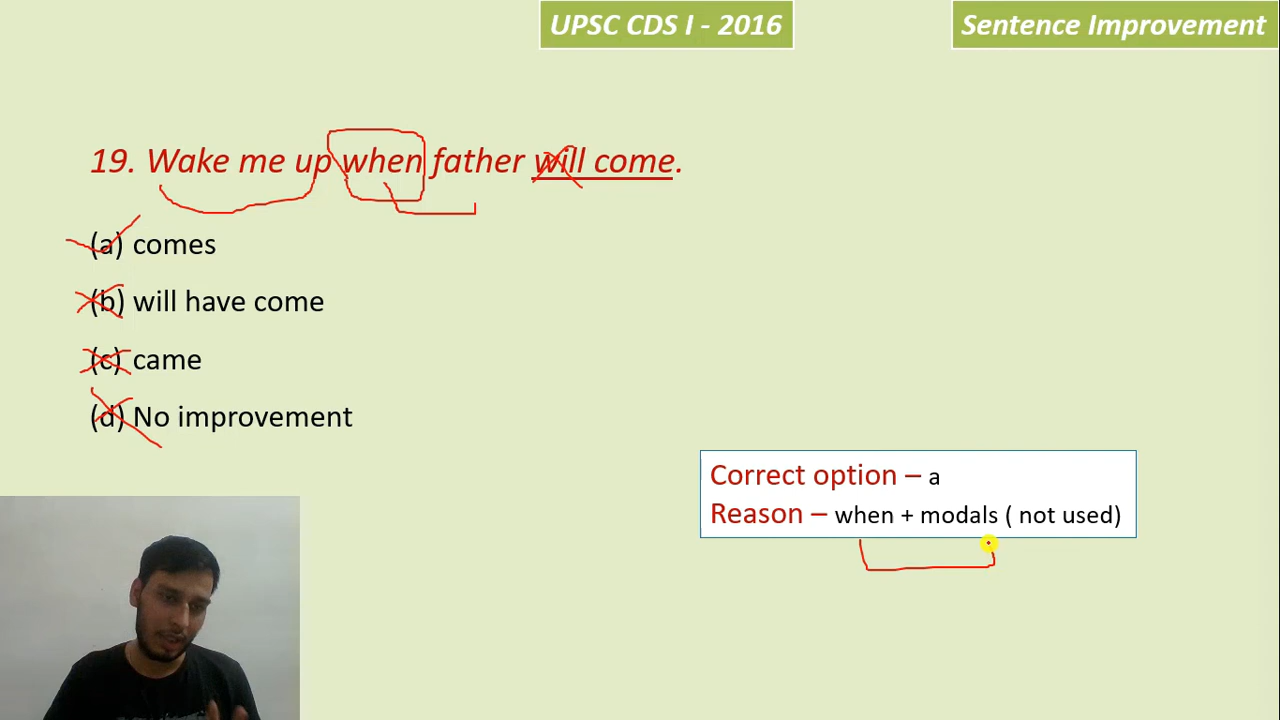 UPSC CDS I - 2016
Sentence Improvement
19. Wake me up when father will come.
(a) comes
(b) will have come
(c) came
(d) No improvement
Correct option – a
Reason – when + modals ( not used)